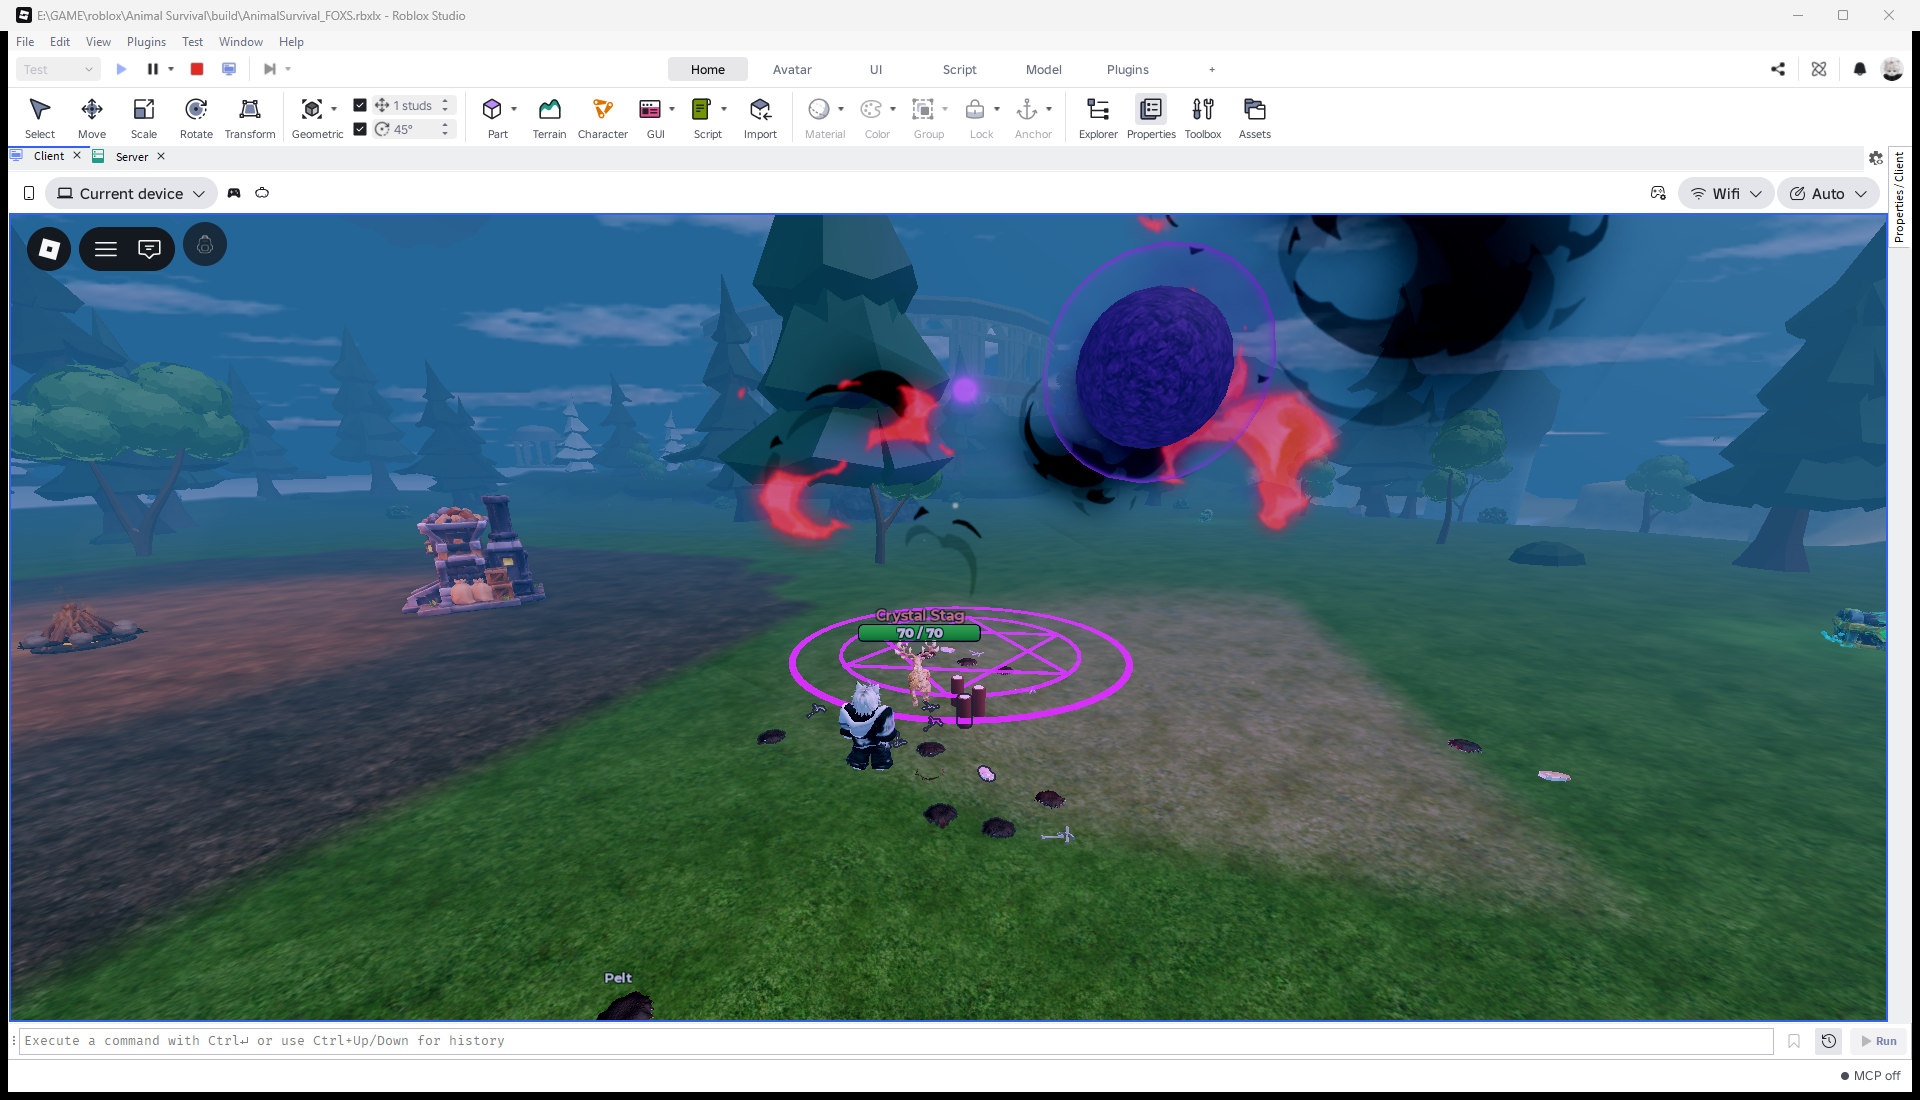 E:\GAME\roblox\Animal Survival\build\AnimalSurvival_FOXS.rbxlx - Roblox Studio
File Edit View Plugins Test Window Help
Test
Home Avatar UI Script Model Plugins +
Select Move Scale Rotate Transform Geometric
1 studs
45°
Part Terrain Character GUI Script Import Material Color Group Lock Anchor Explorer Properties Toolbox Assets
Client Server
Properties / Client
Current device
Wifi
Auto
Crystal Stag
70 / 70
Pelt
Execute a command with Ctrl↵ or use Ctrl+Up/Down for history
Run
MCP off